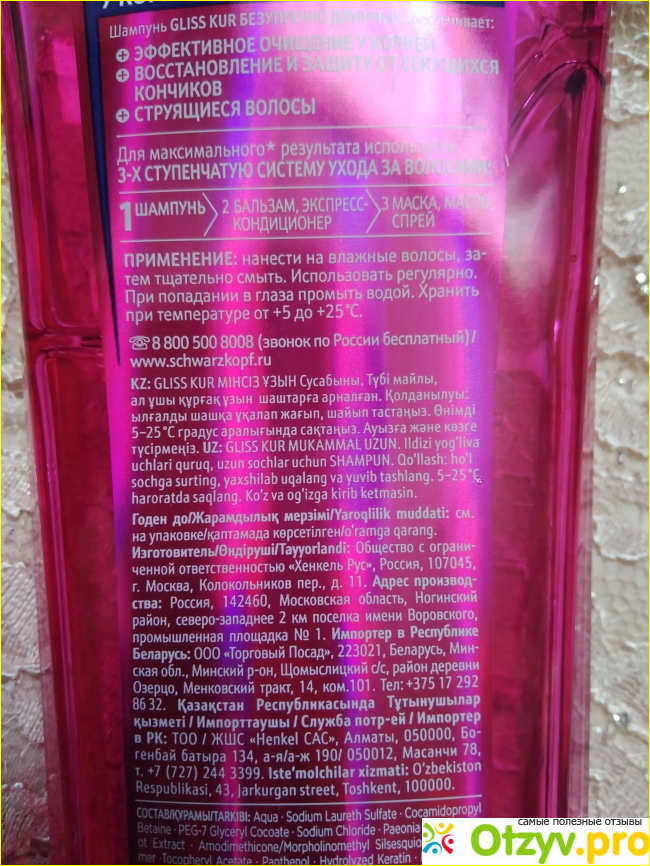 Шампунь GLISS KUR БЕЗУПРЕЧНО ДЛИННЫЕ обеспечивает:
+ ЭФФЕКТИВНОЕ ОЧИЩЕНИЕ У КОРНЕЙ
+ ВОССТАНОВЛЕНИЕ И ЗАЩИТУ ОТ СЕКУЩИХСЯ
КОНЧИКОВ
+ СТРУЯЩИЕСЯ ВОЛОСЫ
Для максимального* результата используйте
3-Х СТУПЕНЧАТУЮ СИСТЕМУ УХОДА ЗА ВОЛОСАМИ:
1 ШАМПУНЬ 2 БАЛЬЗАМ, ЭКСПРЕСС- 3 МАСКА, МАСЛО,
КОНДИЦИОНЕР СПРЕЙ
ПРИМЕНЕНИЕ: нанести на влажные волосы, за-
тем тщательно смыть. Использовать регулярно.
При попадании в глаза промыть водой. Хранить
при температуре от +5 до +25°C.
☏8 800 500 8008 (звонок по России бесплатный)/
www.schwarzkopf.ru
KZ: GLISS KUR МІНСІЗ ҰЗЫН Сусабыны. Түбі майлы,
ал ұшы құрғақ ұзын шаштарға арналған. Қолданылуы:
ылғалды шашқа ұқалап жағып, шайып тастаңыз. Өнімді
5–25°C градус аралығында сақтаңыз. Ауызға және көзге
түсірмеңіз. UZ: GLISS KUR MUKAMMAL UZUN. Ildizi yog'liva
uchlari quruq, uzun sochlar uchun SHAMPUN. Qo'llash: ho'l
sochga surting, yaxshilab uqalang va yuvib tashlang. 5–25°C
haroratda saqlang. Ko'z va og'izga kirib ketmasin.
Годен до/Жарамдылық мерзімі/Yaroqlilik muddati: см.
на упаковке/қаптамада көрсетілген/o'ramga qarang.
Изготовитель/Өндіруші/Tayyorlandi: Общество с ограни-
ченной ответственностью «Хенкель Рус», Россия, 107045,
г. Москва, Колокольников пер., д. 11. Адрес производ-
ства: Россия, 142460, Московская область, Ногинский
район, северо-западнее 2 км поселка имени Воровского,
промышленная площадка № 1. Импортер в Республике
Беларусь: ООО «Торговый Посад», 223021, Беларусь, Мин-
ская обл., Минский р-он, Щомыслицкий с/с, район деревни
Озерцо, Менковский тракт, 14, ком.101. Тел:+375 17 292
86 32. Қазақстан Республикасында Тұтынушылар
қызметі / Импорттаушы / Служба потр-ей / Импортер
в РК: ТОО / ЖШС «Henkel САС», Алматы, 050000, Бо-
генбай батыра 134, а-я/а-ж 190/ 050012, Масанчи 78,
т. +7 (727) 244 3399. Iste'molchilar xizmati: O'zbekiston
Respublikasi, 43, Jarkurgan street, Toshkent, 100000.
СОСТАВ/ҚҰРАМЫ/TARKIBI: Aqua · Sodium Laureth Sulfate · Cocamidopropyl
Betaine · PEG-7 Glyceryl Cocoate · Sodium Chloride · Paeonia
ot Extract · Amodimethicone/Morpholinomethyl Silsesquio
mer · Tocopheryl Acetate · Panthenol · Hydrolyzed Keratin ·
самые полезные отзывы
Otzyv.pro